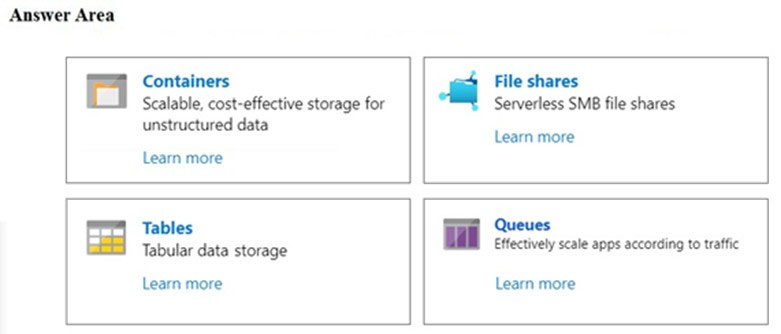 Answer Area
Containers
Scalable, cost-effective storage for
unstructured data
Learn more
File shares
Serverless SMB file shares
Learn more
Tables
Tabular data storage
Learn more
Queues
Effectively scale apps according to traffic
Learn more